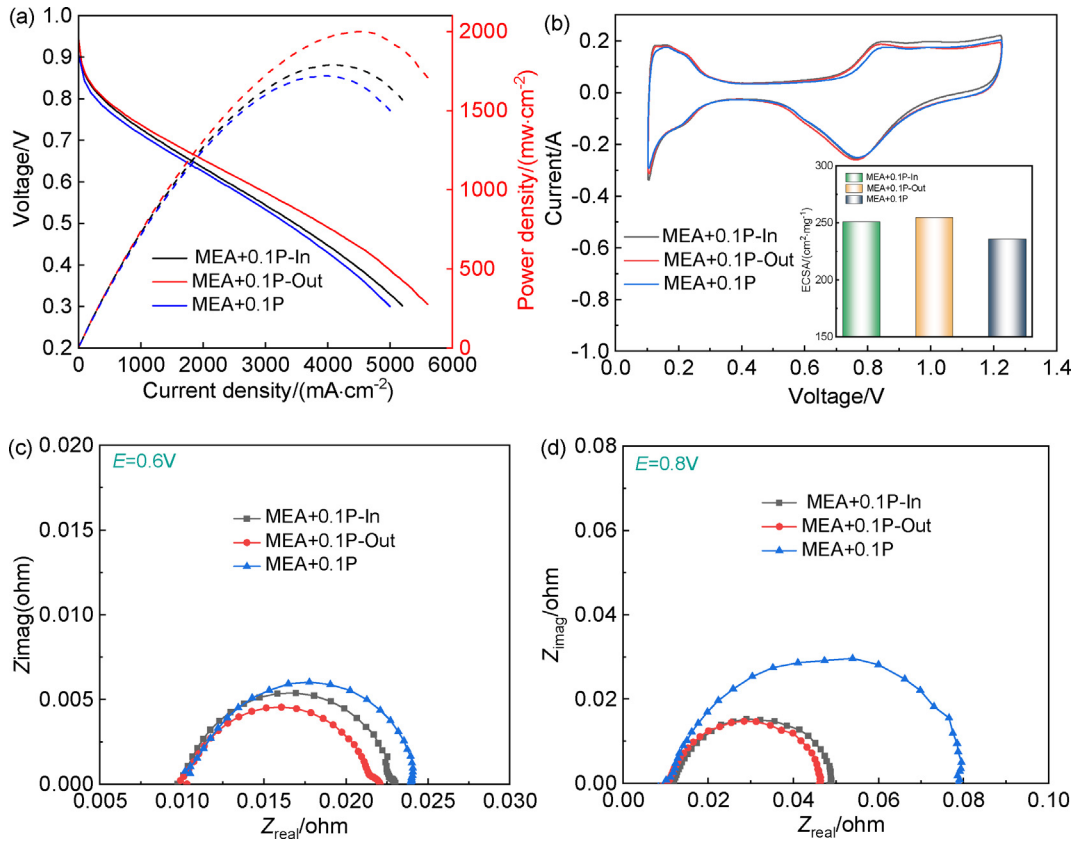 (a)
1.0
0.9
0.8
0.7
0.6
0.5
0.4
0.3
0.2
Voltage/V
2000
1500
1000
500
0
Power density/(mw·cm⁻²)
MEA+0.1P-In
MEA+0.1P-Out
MEA+0.1P
0 1000 2000 3000 4000 5000 6000
Current density/(mA·cm⁻²)
(b)
0.2
0.0
-0.2
-0.4
-0.6
-0.8
-1.0
Current/A
MEA+0.1P-In
MEA+0.1P-Out
MEA+0.1P
300
250
200
150
ECSA/(cm²·mg⁻¹)
MEA+0.1P-In
MEA+0.1P-Out
MEA+0.1P
0.0 0.2 0.4 0.6 0.8 1.0 1.2 1.4
Voltage/V
(c)
E=0.6V
0.020
0.015
0.010
0.005
0.000
Zimag(ohm)
MEA+0.1P-In
MEA+0.1P-Out
MEA+0.1P
0.005 0.010 0.015 0.020 0.025 0.030
Zreal/ohm
(d)
E=0.8V
0.08
0.06
0.04
0.02
0.00
Zimag/ohm
MEA+0.1P-In
MEA+0.1P-Out
MEA+0.1P
0.00 0.02 0.04 0.06 0.08 0.10
Zreal/ohm